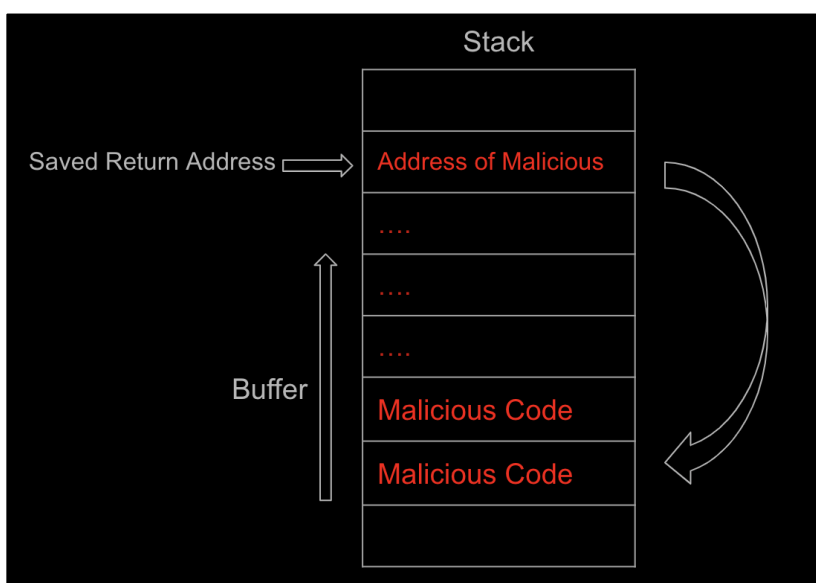 Stack
Saved Return Address
Address of Malicious
....
....
....
Buffer
Malicious Code
Malicious Code